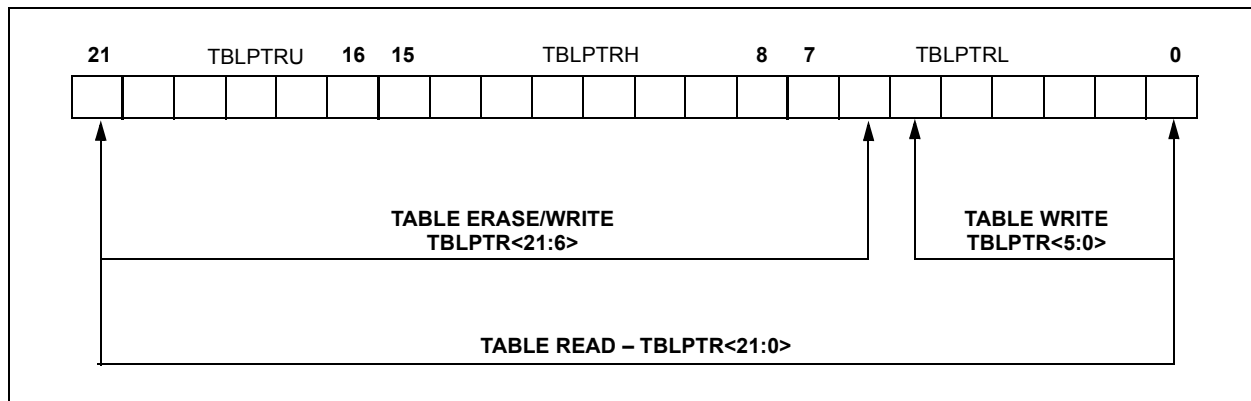 21 TBLPTRU 16 15 TBLPTRH 8 7 TBLPTRL 0
TABLE ERASE/WRITE
TBLPTR<21:6>
TABLE WRITE
TBLPTR<5:0>
TABLE READ – TBLPTR<21:0>